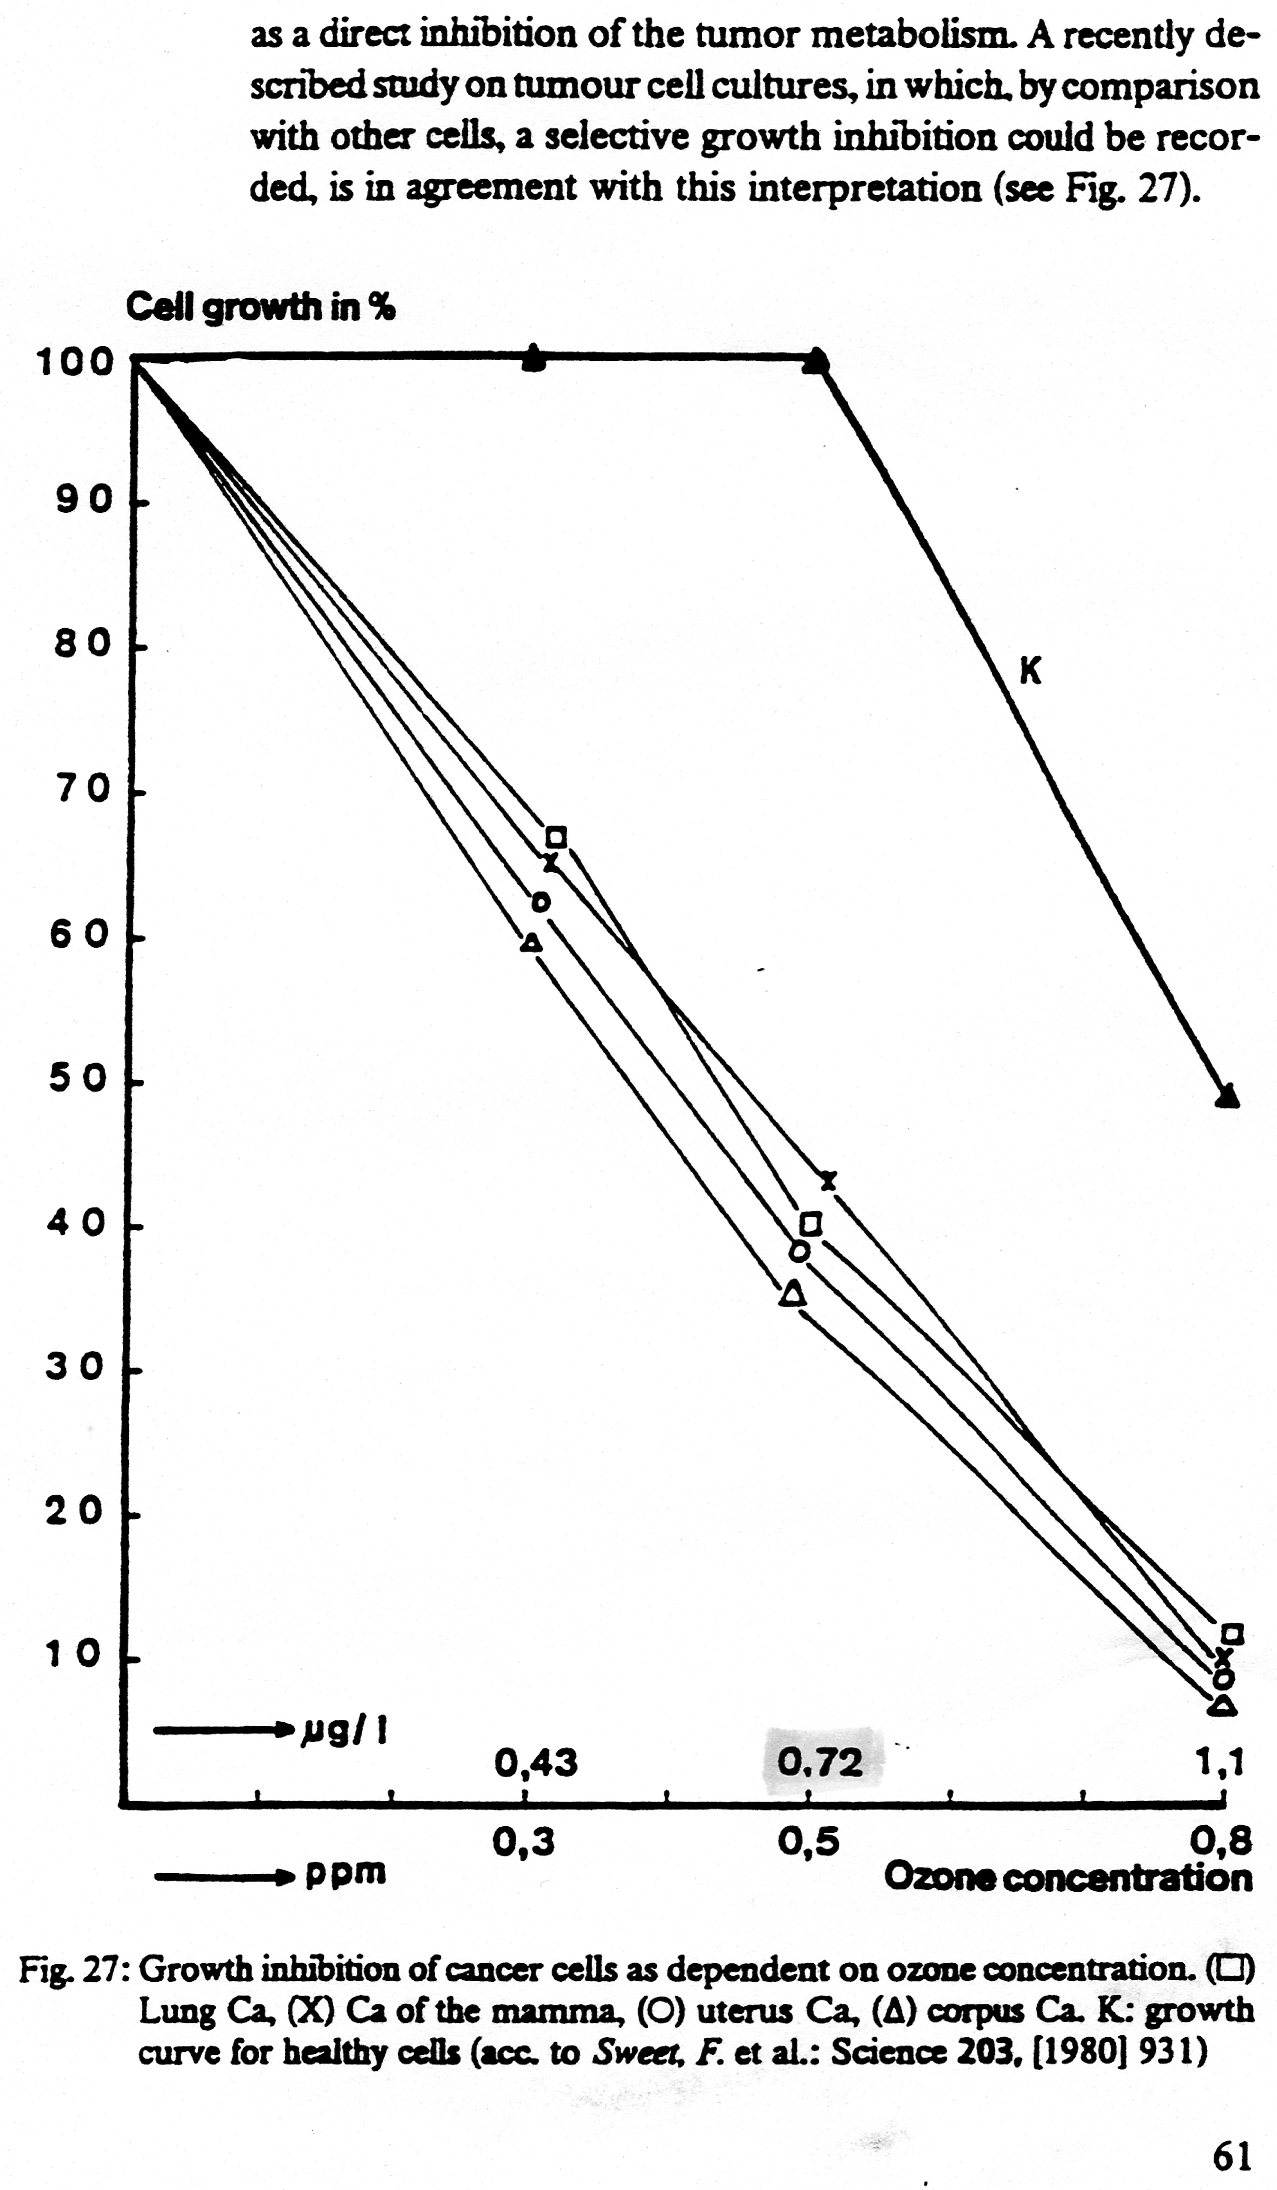 as a direct inhibition of the tumor metabolism. A recently de-
scribed study on tumour cell cultures, in which, by comparison
with other cells, a selective growth inhibition could be recor-
ded, is in agreement with this interpretation (see Fig. 27).
Cell growth in %
100
90
80
70
60
50
40
30
20
10
K
µg/l
0,43
0,72
1,1
0,3
0,5
0,8
ppm
Ozone concentration
Fig. 27: Growth inhibition of cancer cells as dependent on ozone concentration. (□)
Lung Ca, (X) Ca of the mamma, (O) uterus Ca, (Δ) corpus Ca. K: growth
curve for healthy cells (acc. to Sweet, F. et al.: Science 203, [1980] 931)
61